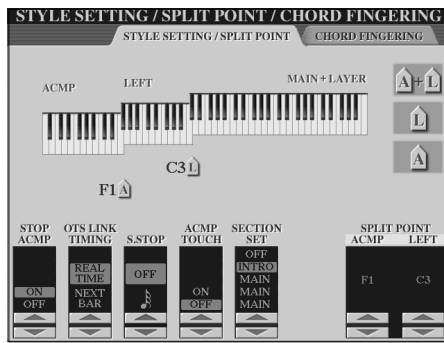 STYLE SETTING / SPLIT POINT / CHORD FINGERING
STYLE SETTING / SPLIT POINT
CHORD FINGERING
ACMP
LEFT
MAIN+LAYER
A+L
L
A
C3 L
F1 A
STOP ACMP
ON
OFF
OTS LINK TIMING
REAL TIME
NEXT BAR
S.STOP
OFF
ACMP TOUCH
ON
OFF
SECTION SET
OFF
INTRO
MAIN
MAIN
MAIN
SPLIT POINT
ACMP LEFT
F1 C3